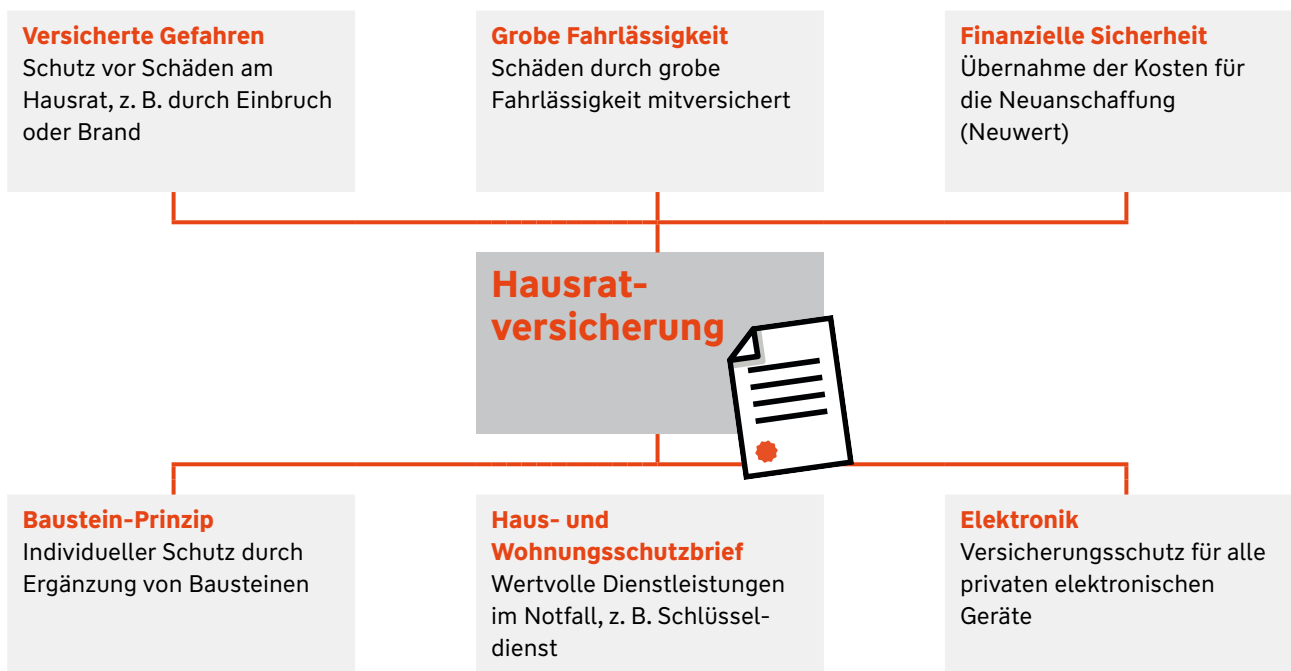 Versicherte Gefahren
Schutz vor Schäden am
Hausrat, z. B. durch Einbruch
oder Brand
Grobe Fahrlässigkeit
Schäden durch grobe
Fahrlässigkeit mitversichert
Finanzielle Sicherheit
Übernahme der Kosten für
die Neuanschaffung
(Neuwert)
Hausrat-
versicherung
Baustein-Prinzip
Individueller Schutz durch
Ergänzung von Bausteinen
Haus- und
Wohnungsschutzbrief
Wertvolle Dienstleistungen
im Notfall, z. B. Schlüssel-
dienst
Elektronik
Versicherungsschutz für alle
privaten elektronischen
Geräte